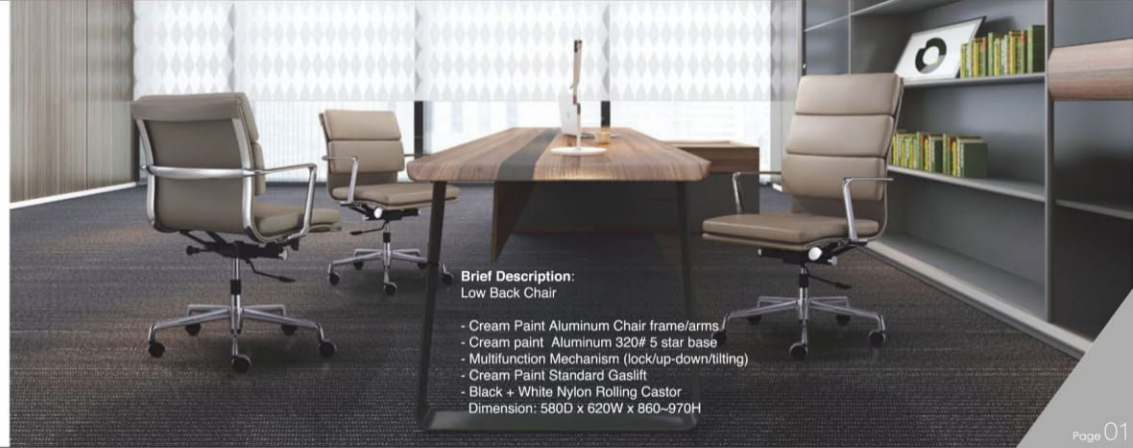 Brief Description:
Low Back Chair
- Cream Paint Aluminum Chair frame/arms
- Cream paint Aluminum 320# 5 star base
- Multifunction Mechanism (lock/up-down/tilting)
- Cream Paint Standard Gaslift
- Black + White Nylon Rolling Castor
Dimension: 580D x 620W x 860~970H
Page 01